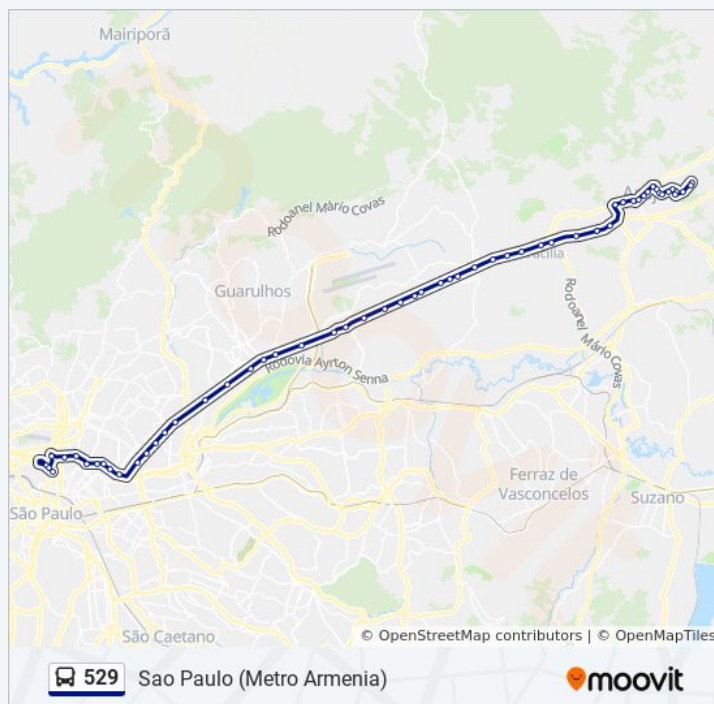 Mairiporã
Rodoanel Mário Covas
Guarulhos
Rodoanel Mário Covas
Rodovia Ayrton Senna
Ferraz de
Vasconcelos
Suzano
São Paulo
São Caetano
© OpenStreetMap contributors | © OpenMapTiles
529 Sao Paulo (Metro Armenia)
moovit